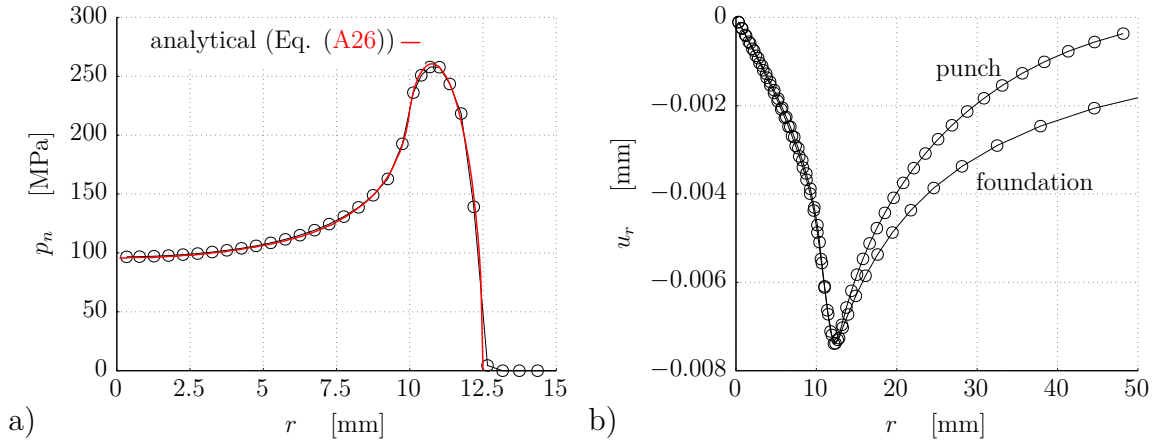 300
250
200
150
100
50
0
0
2.5
5
7.5
10
12.5
15
p_n [MPa]
r [mm]
analytical (Eq. (A26))
a)
0
−0.002
−0.004
−0.006
−0.008
0
10
20
30
40
50
u_r [mm]
r [mm]
punch
foundation
b)